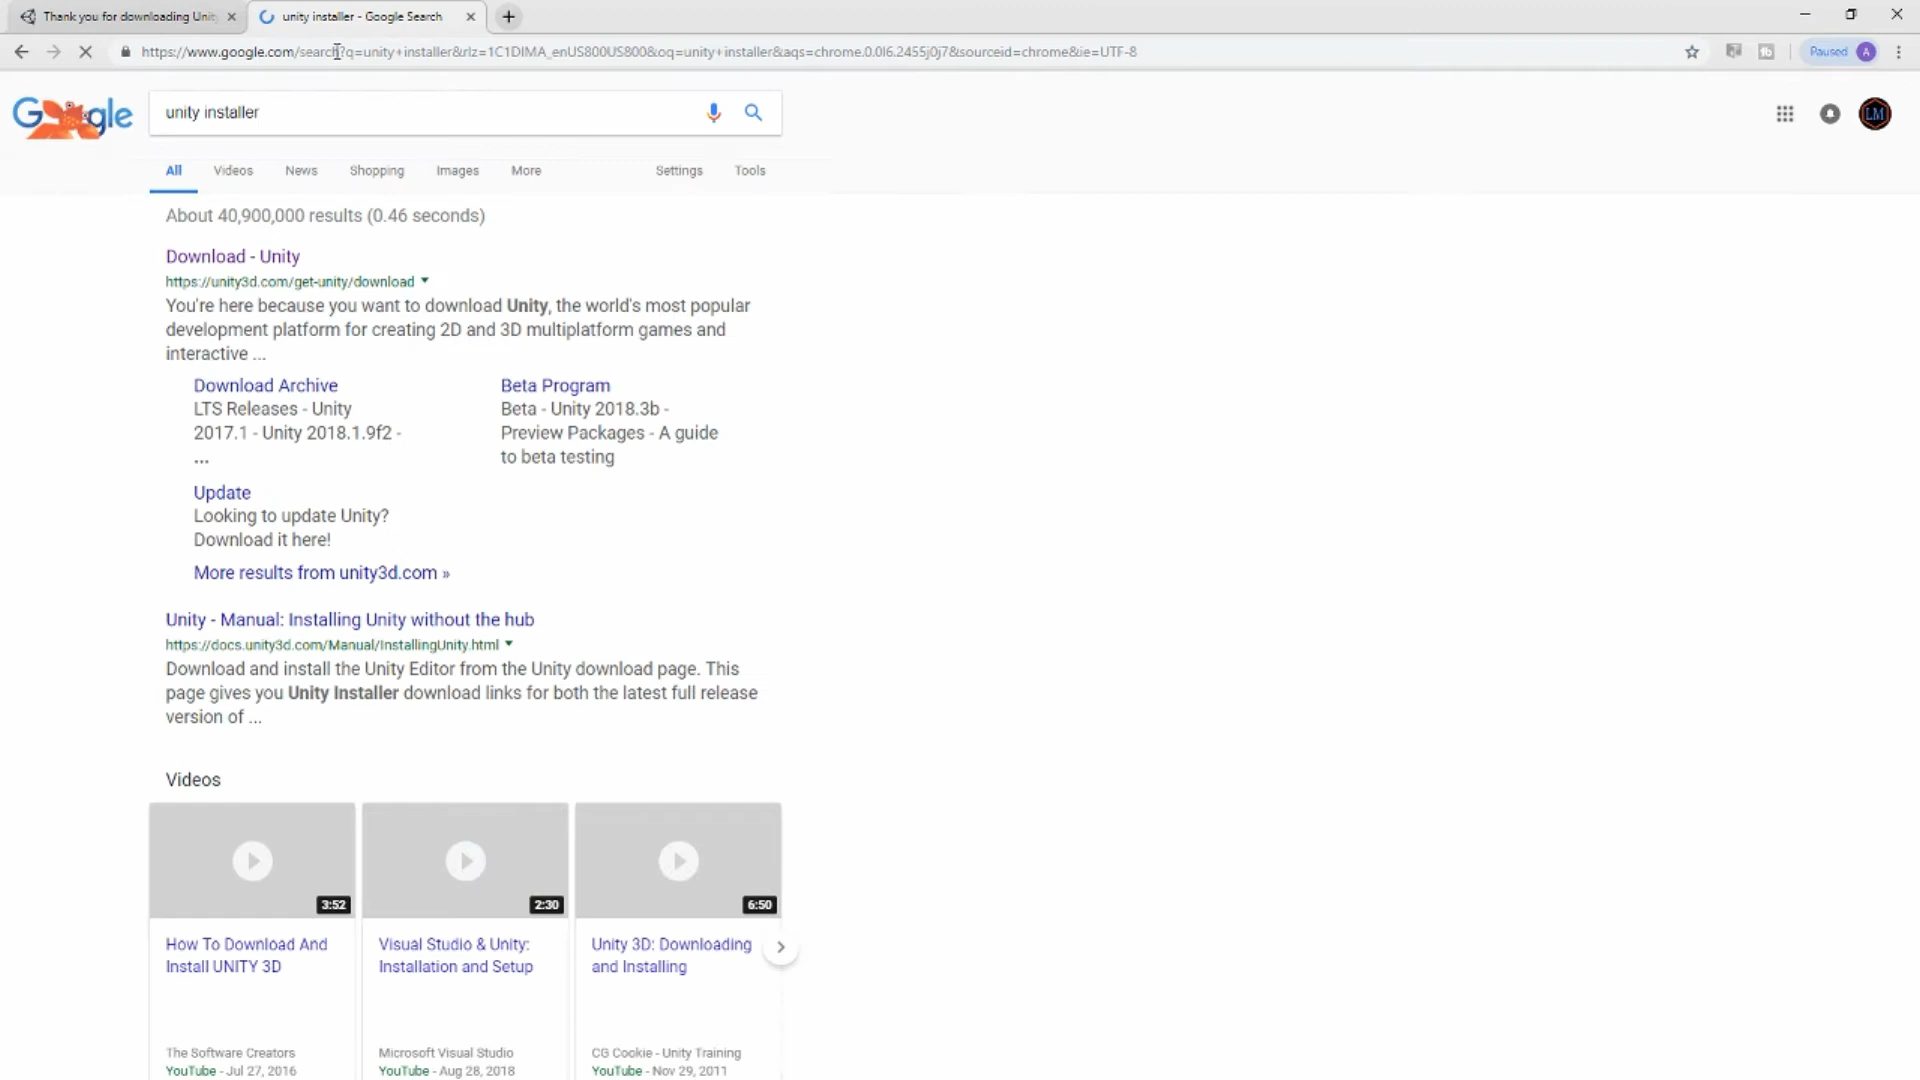 Thank you for downloading Unit
unity installer - Google Search
https://www.google.com/search?q=unity+installer&rlz=1C1DIMA_enUS800US800&oq=unity+installer&aqs=chrome.0.0l6.2455j0j7&sourceid=chrome&ie=UTF-8
Paused A
Google
unity installer
LM
All Videos News Shopping Images More Settings Tools
About 40,900,000 results (0.46 seconds)
Download - Unity
https://unity3d.com/get-unity/download
You're here because you want to download Unity, the world's most popular
development platform for creating 2D and 3D multiplatform games and
interactive ...
Download Archive
LTS Releases - Unity
2017.1 - Unity 2018.1.9f2 -
...
Beta Program
Beta - Unity 2018.3b -
Preview Packages - A guide
to beta testing
Update
Looking to update Unity?
Download it here!
More results from unity3d.com »
Unity - Manual: Installing Unity without the hub
https://docs.unity3d.com/Manual/InstallingUnity.html
Download and install the Unity Editor from the Unity download page. This
page gives you Unity Installer download links for both the latest full release
version of ...
Videos
3:52
2:30
6:50
How To Download And
Install UNITY 3D
The Software Creators
YouTube - Jul 27, 2016
Visual Studio & Unity:
Installation and Setup
Microsoft Visual Studio
YouTube - Aug 28, 2018
Unity 3D: Downloading
and Installing
CG Cookie - Unity Training
YouTube - Nov 29, 2011